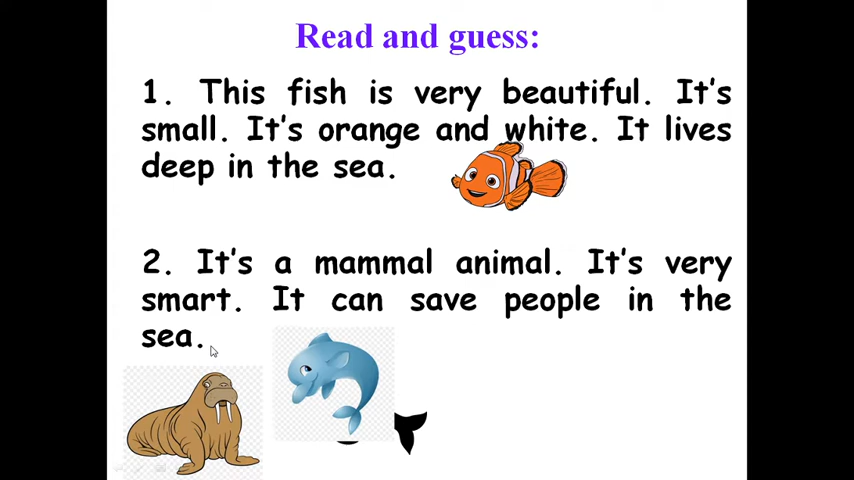 Read and guess:
1. This fish is very beautiful. It's
small. It's orange and white. It lives
deep in the sea.
2. It's a mammal animal. It's very
smart. It can save people in the
sea.